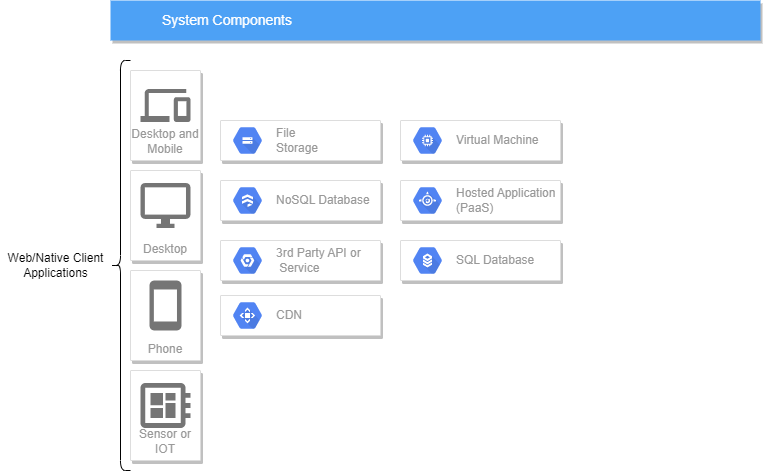 System Components
Web/Native Client
Applications
Desktop and
Mobile
Desktop
Phone
Sensor or
IOT
File
Storage
Virtual Machine
NoSQL Database
Hosted Application
(PaaS)
3rd Party API or
Service
SQL Database
CDN